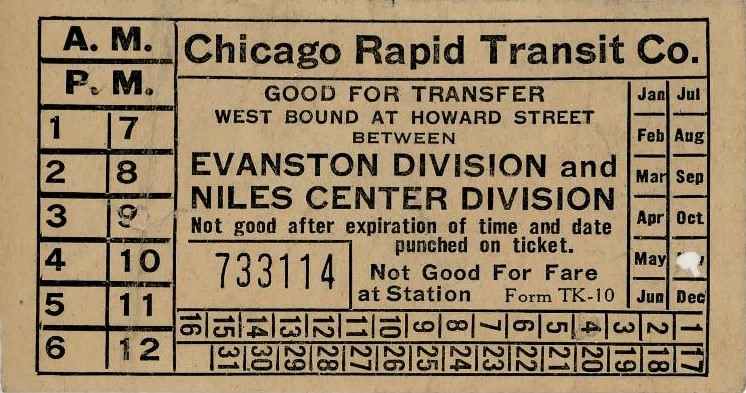 A. M.
P. M.
1 7
2 8
3 9
4 10
5 11
6 12
Chicago Rapid Transit Co.
GOOD FOR TRANSFER
WEST BOUND AT HOWARD STREET
BETWEEN
EVANSTON DIVISION and
NILES CENTER DIVISION
Not good after expiration of time and date
punched on ticket.
733114
Not Good For Fare
at Station Form TK-10
Jan Jul
Feb Aug
Mar Sep
Apr Oct
May
Jun Dec
16 15 14 13 12 11 10 9 8 7 6 5 4 3 2 1
31 30 29 28 27 26 25 24 23 22 21 20 19 18 17